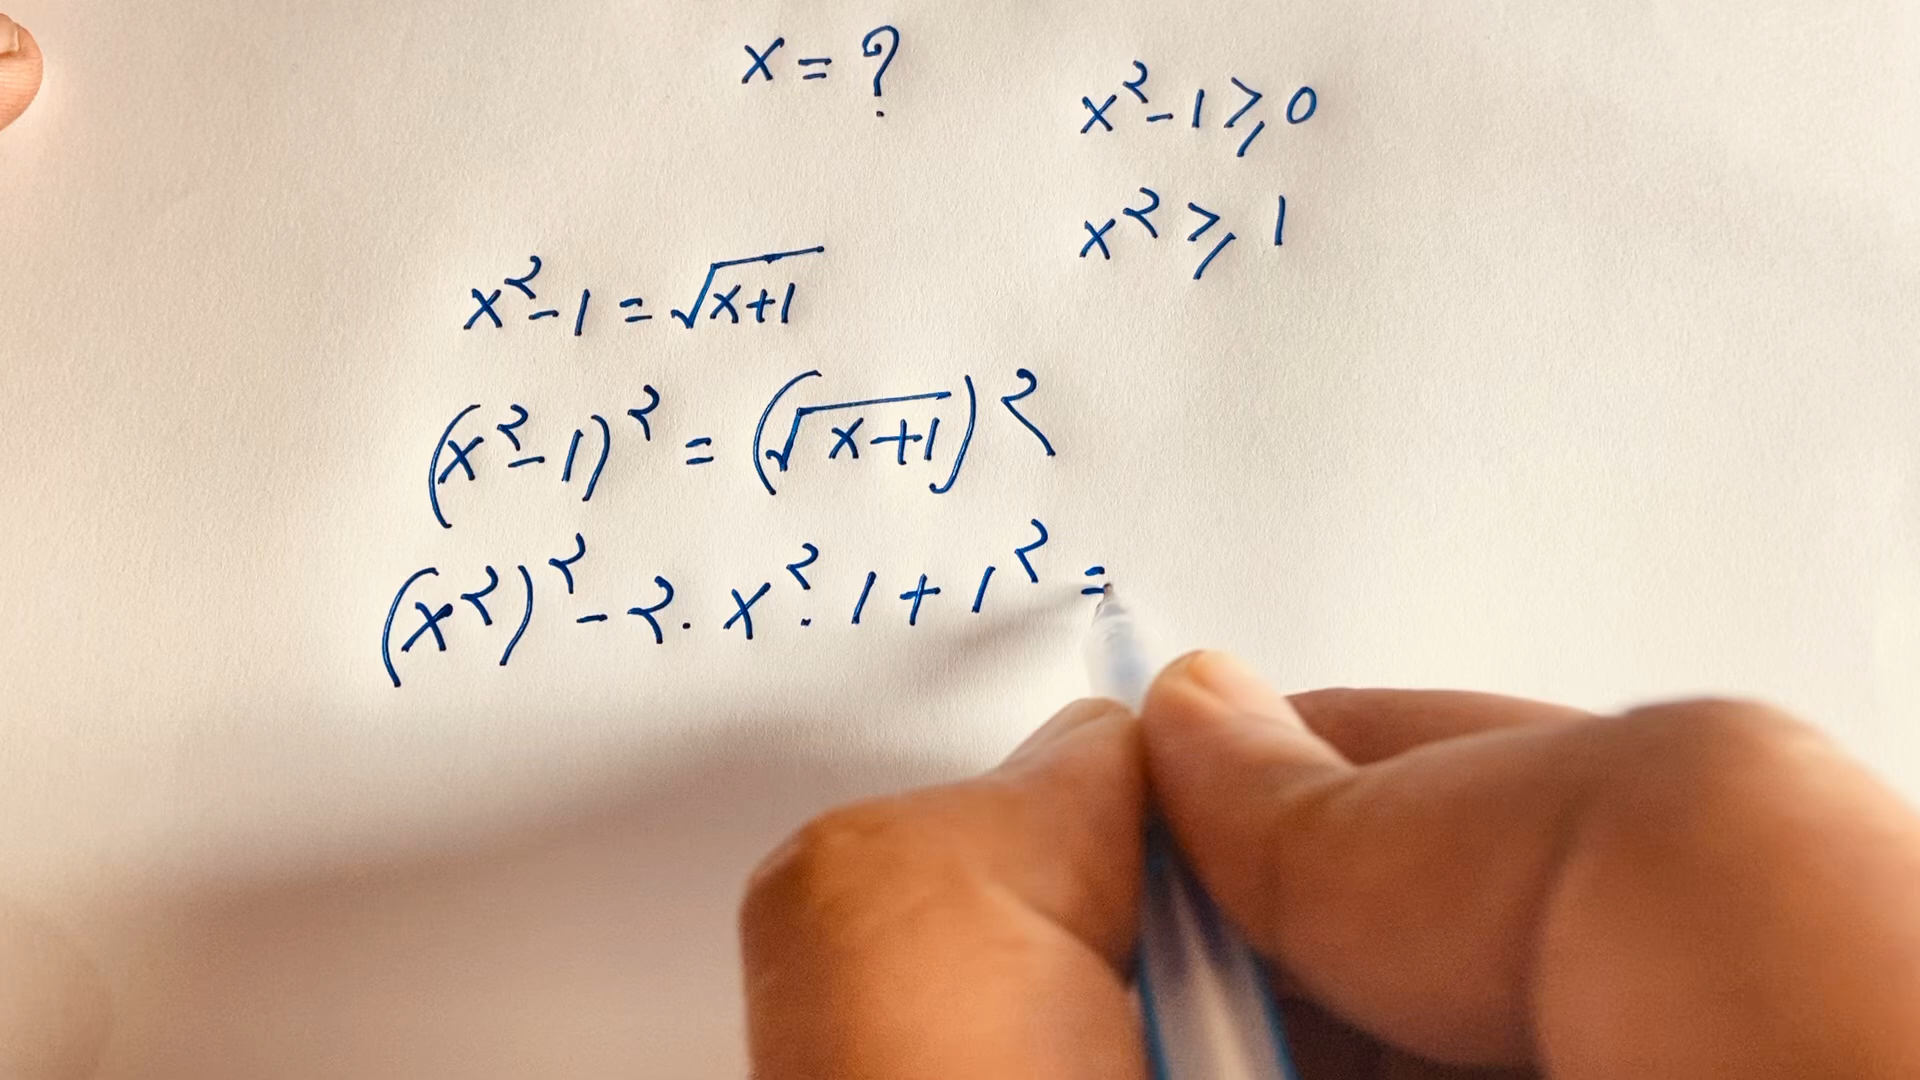 x = ?
x² - 1 ≥ 0
x² ≥ 1
x² - 1 = √(x+1)
(x² - 1)² = (√(x+1))²
(x²)² - 2 · x² · 1 + 1² =